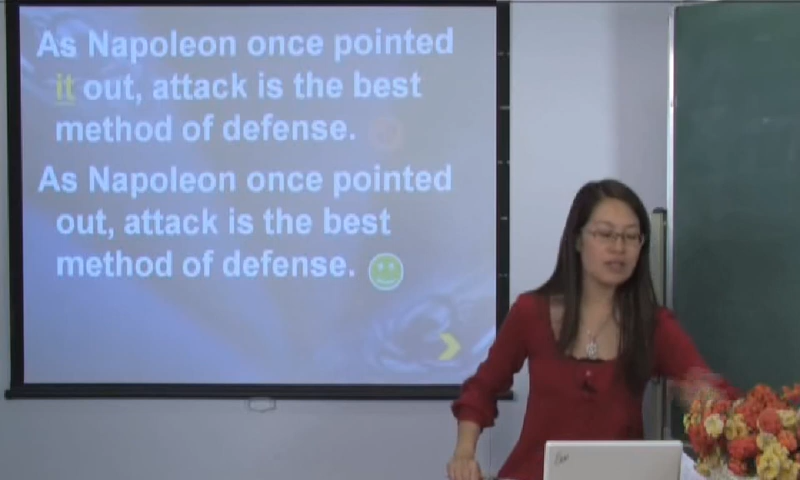 As Napoleon once pointed
it out, attack is the best
method of defense.
As Napoleon once pointed
out, attack is the best
method of defense.